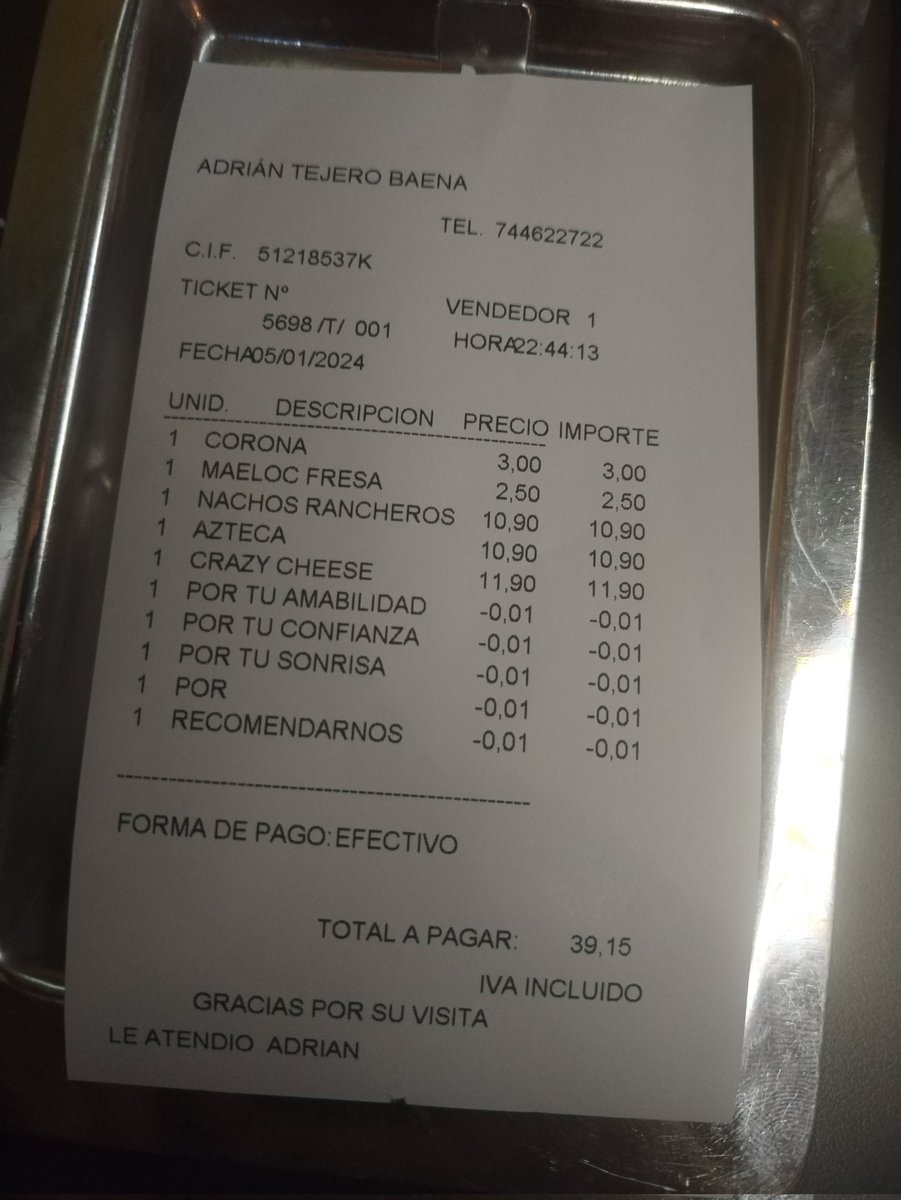 ADRIÁN TEJERO BAENA
TEL. 744622722
C.I.F. 51218537K
TICKET Nº VENDEDOR 1
5698 /T/ 001 HORA22:44:13
FECHA05/01/2024
UNID. DESCRIPCION PRECIO IMPORTE
1 CORONA 3,00 3,00
1 MAELOC FRESA 2,50 2,50
1 NACHOS RANCHEROS 10,90 10,90
1 AZTECA 10,90 10,90
1 CRAZY CHEESE 11,90 11,90
1 POR TU AMABILIDAD -0,01 -0,01
1 POR TU CONFIANZA -0,01 -0,01
1 POR TU SONRISA -0,01 -0,01
1 POR -0,01 -0,01
1 RECOMENDARNOS -0,01 -0,01
FORMA DE PAGO: EFECTIVO
TOTAL A PAGAR: 39,15
IVA INCLUIDO
GRACIAS POR SU VISITA
LE ATENDIO ADRIAN